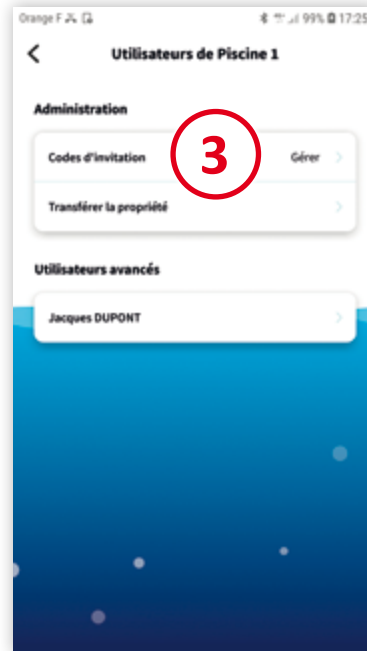 Orange F 99% 17:25
Utilisateurs de Piscine 1
Administration
Codes d'invitation 3 Gérer
Transférer la propriété
Utilisateurs avancés
Jacques DUPONT